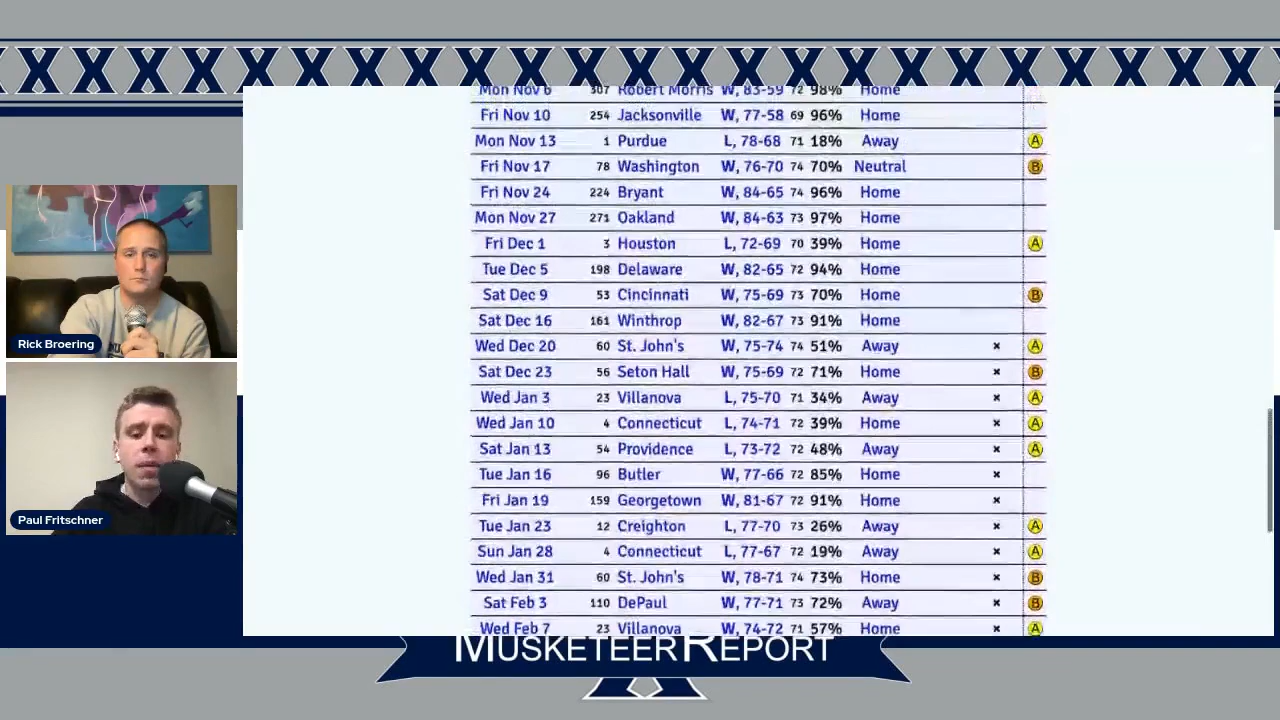 X X X X X X X X X X X X X X X X X X X X X X X
Mon Nov 6 307 Robert Morris W, 83-59 72 98% Home
Fri Nov 10 254 Jacksonville W, 77-58 69 96% Home
Mon Nov 13 1 Purdue L, 78-68 71 18% Away A
Fri Nov 17 78 Washington W, 76-70 74 70% Neutral B
Fri Nov 24 224 Bryant W, 84-65 74 96% Home
Mon Nov 27 271 Oakland W, 84-63 73 97% Home
Fri Dec 1 3 Houston L, 72-69 70 39% Home A
Tue Dec 5 198 Delaware W, 82-65 72 94% Home
Sat Dec 9 53 Cincinnati W, 75-69 73 70% Home B
Sat Dec 16 161 Winthrop W, 82-67 73 91% Home
Wed Dec 20 60 St. John's W, 75-74 74 51% Away × A
Sat Dec 23 56 Seton Hall W, 75-69 72 71% Home × B
Wed Jan 3 23 Villanova L, 75-70 71 34% Away × A
Wed Jan 10 4 Connecticut L, 74-71 72 39% Home × A
Sat Jan 13 54 Providence L, 73-72 72 48% Away × A
Tue Jan 16 96 Butler W, 77-66 72 85% Home ×
Fri Jan 19 159 Georgetown W, 81-67 72 91% Home ×
Tue Jan 23 12 Creighton L, 77-70 73 26% Away × A
Sun Jan 28 4 Connecticut L, 77-67 72 19% Away × A
Wed Jan 31 60 St. John's W, 78-71 74 73% Home × B
Sat Feb 3 110 DePaul W, 77-71 73 72% Away × B
Wed Feb 7 23 Villanova W, 74-72 71 57% Home × A
Rick Broering
Paul Fritschner
MUSKETEERREPORT
X